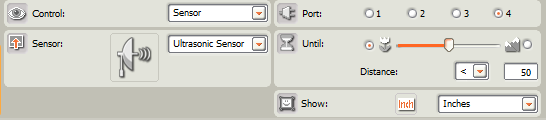 Control: Sensor
Port: 1 2 3 4
Sensor: Ultrasonic Sensor
Until:
Distance: < 50
Show: Inch Inches